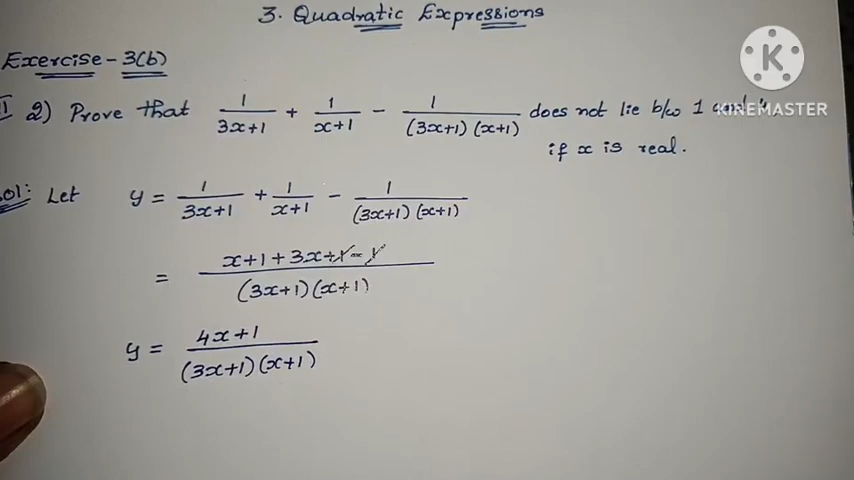 3. Quadratic Expressions
Exercise - 3(b)
II 2) Prove that 1/(3x+1) + 1/(x+1) - 1/((3x+1)(x+1)) does not lie b/w 1 and
if x is real.
KINEMASTER
Sol: Let y = 1/(3x+1) + 1/(x+1) - 1/((3x+1)(x+1))
= (x+1+3x+1-1)/((3x+1)(x+1))
y = (4x+1)/((3x+1)(x+1))